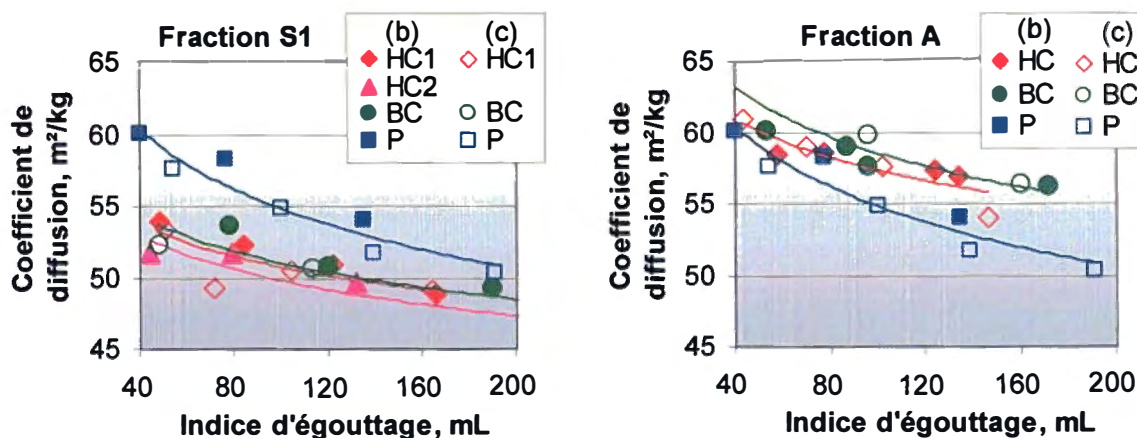 Fraction S1
(b) (c)
HC1 HC1
HC2
BC BC
P P
Coefficient de
diffusion, m²/kg
65
60
55
50
45
40 80 120 160 200
Indice d'égouttage, mL
Fraction A
(b) (c)
HC HC
BC BC
P P
Coefficient de
diffusion, m²/kg
65
60
55
50
45
40 80 120 160 200
Indice d'égouttage, mL